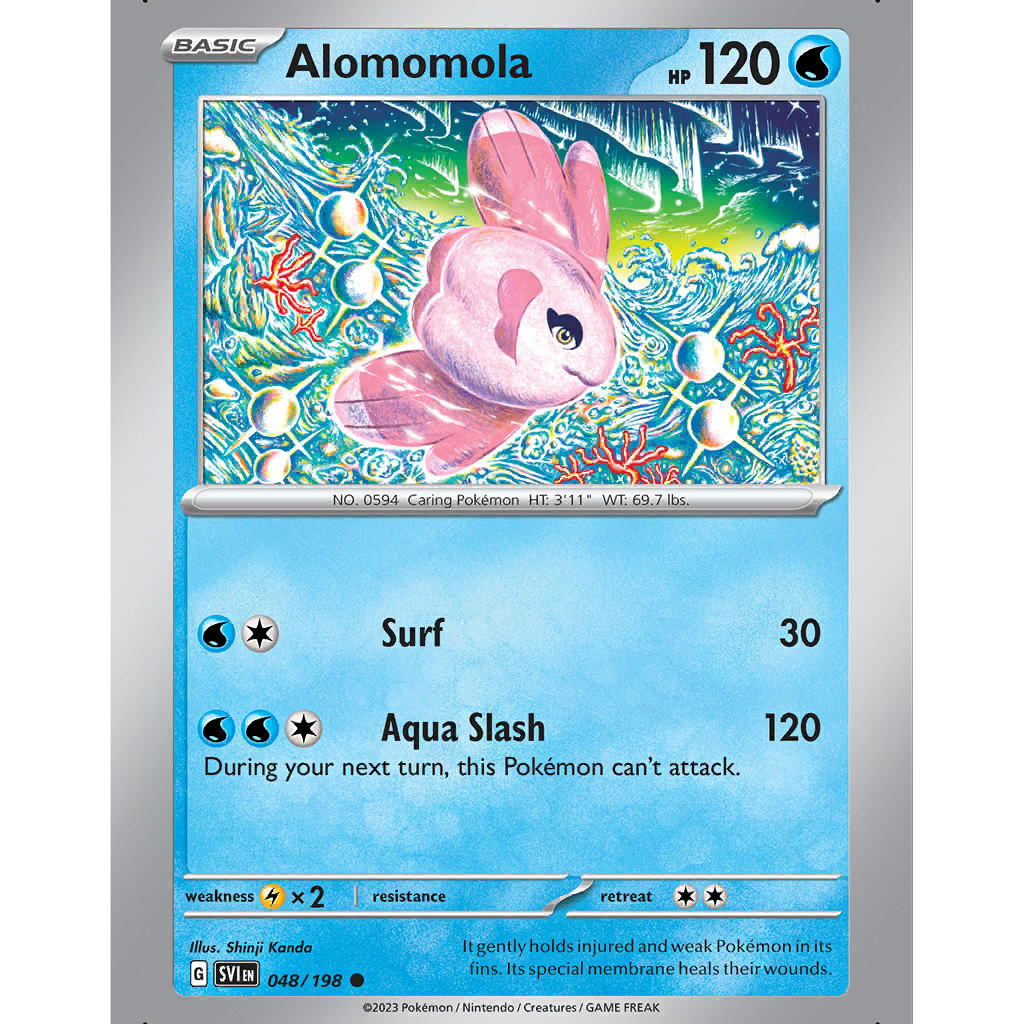 BASIC
Alomomola
HP 120
NO. 0594 Caring Pokémon HT: 3'11" WT: 69.7 lbs.
Surf 30
Aqua Slash 120
During your next turn, this Pokémon can't attack.
weakness ×2 resistance retreat
Illus. Shinji Kanda
It gently holds injured and weak Pokémon in its
fins. Its special membrane heals their wounds.
G SVI EN 048/198
©2023 Pokémon / Nintendo / Creatures / GAME FREAK